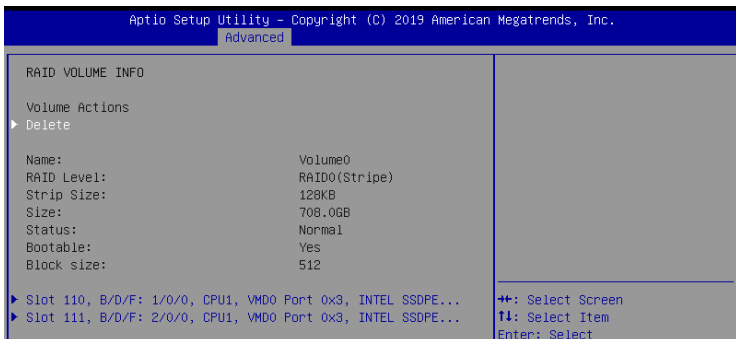 Aptio Setup Utility – Copyright (C) 2019 American Megatrends, Inc.
Advanced
RAID VOLUME INFO
Volume Actions
▶ Delete
Name: Volume0
RAID Level: RAID0(Stripe)
Strip Size: 128KB
Size: 708.0GB
Status: Normal
Bootable: Yes
Block size: 512
▶ Slot 110, B/D/F: 1/0/0, CPU1, VMD0 Port 0x3, INTEL SSDPE...
▶ Slot 111, B/D/F: 2/0/0, CPU1, VMD0 Port 0x3, INTEL SSDPE...
→←: Select Screen
↑↓: Select Item
Enter: Select